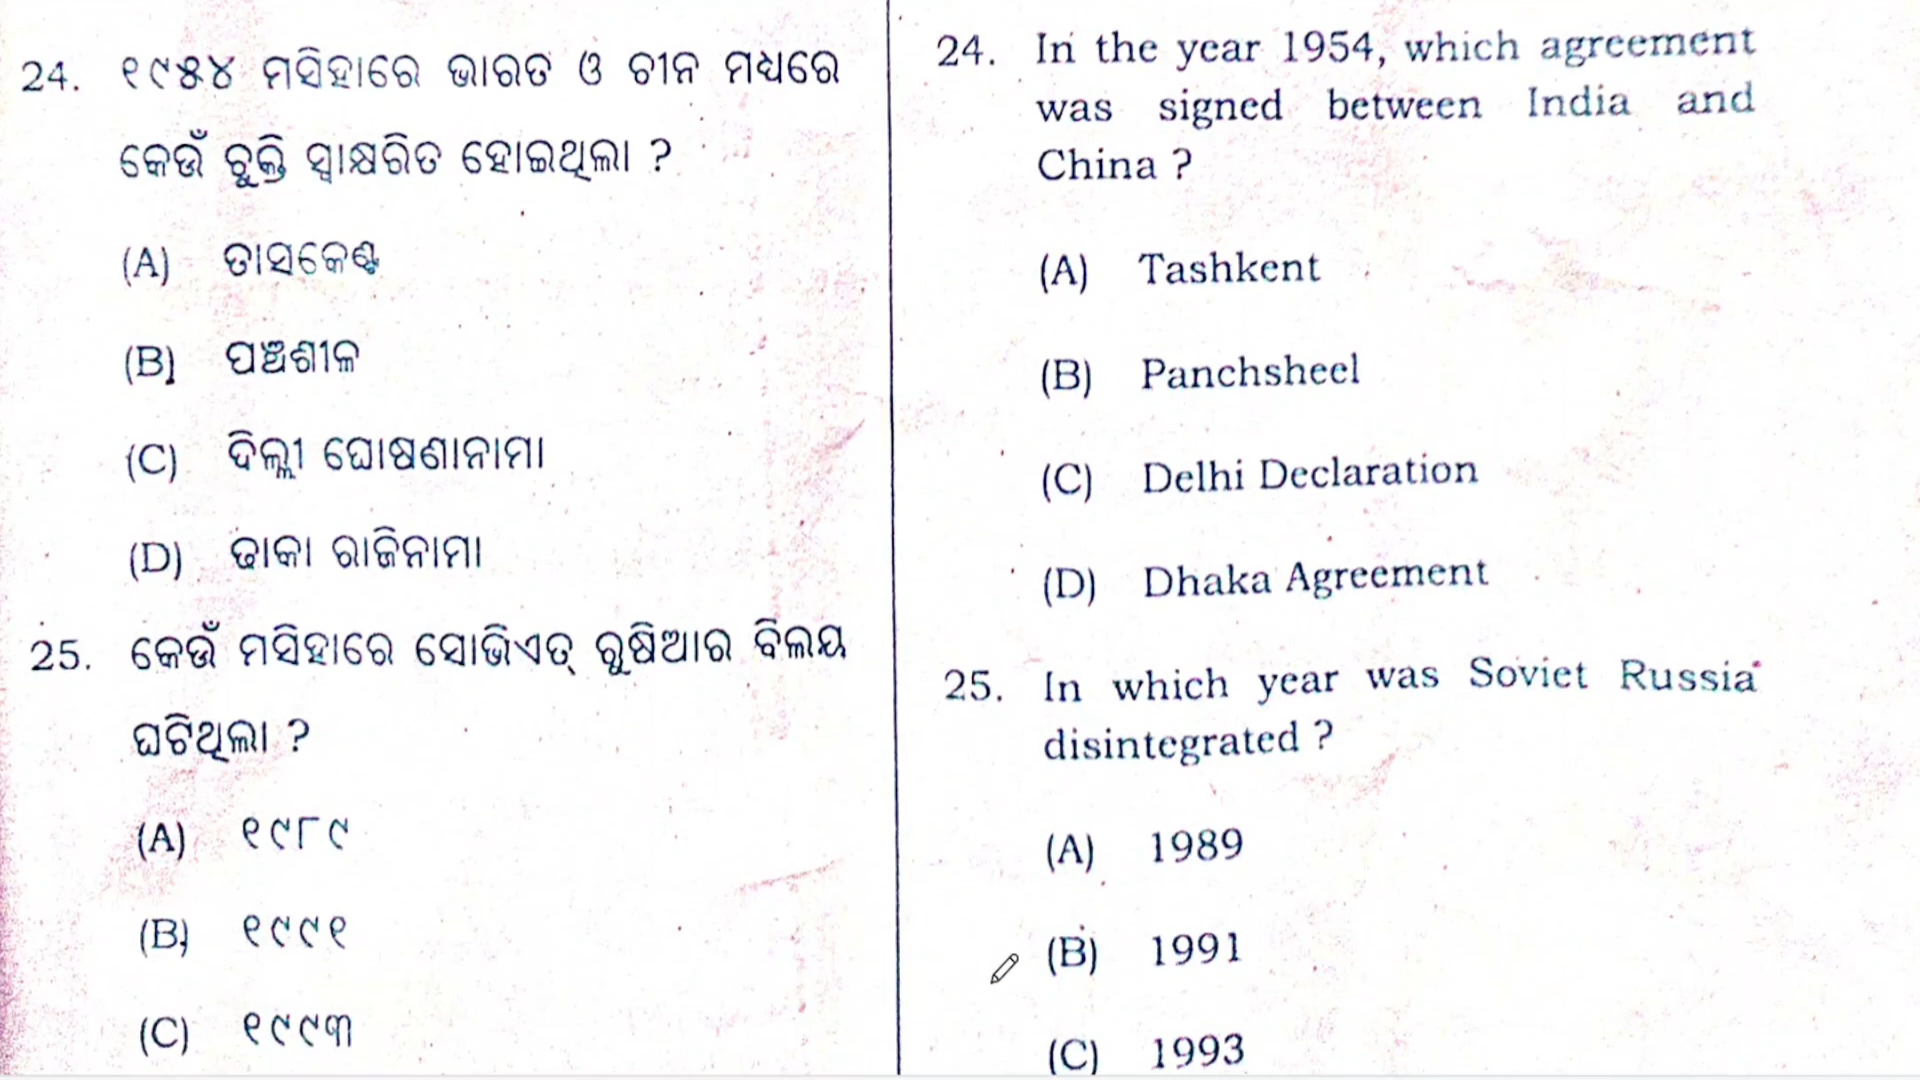 24. ୧୯୫୪ ମସିହାରେ ଭାରତ ଓ ଚୀନ ମଧ୍ୟରେ
କେଉଁ ଚୁକ୍ତି ସ୍ୱାକ୍ଷରିତ ହୋଇଥିଲା ?
(A) ତାସକେଣ୍ଟ
(B) ପଞ୍ଚଶୀଳ
(C) ଦିଲ୍ଲୀ ଘୋଷଣାନାମା
(D) ଢାକା ରାଜିନାମା
25. କେଉଁ ମସିହାରେ ସୋଭିଏତ୍ ରୁଷିଆର ବିଲୟ
ଘଟିଥିଲା ?
(A) ୧୯୮୯
(B) ୧୯୯୧
(C) ୧୯୯୩
24. In the year 1954, which agreement
was signed between India and
China ?
(A) Tashkent
(B) Panchsheel
(C) Delhi Declaration
(D) Dhaka Agreement
25. In which year was Soviet Russia
disintegrated ?
(A) 1989
(B) 1991
(C) 1993